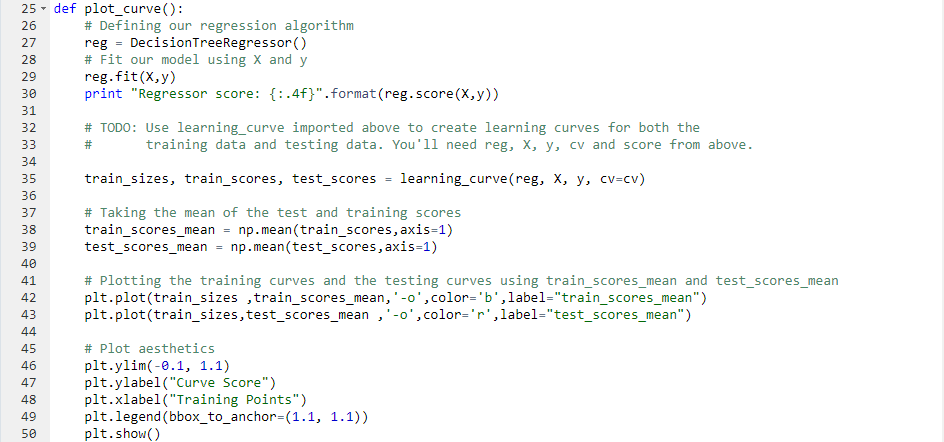 25 def plot_curve():
26     # Defining our regression algorithm
27     reg = DecisionTreeRegressor()
28     # Fit our model using X and y
29     reg.fit(X,y)
30     print "Regressor score: {:.4f}".format(reg.score(X,y))
31
32     # TODO: Use learning_curve imported above to create learning curves for both the
33     #       training data and testing data. You'll need reg, X, y, cv and score from above.
34
35     train_sizes, train_scores, test_scores = learning_curve(reg, X, y, cv=cv)
36
37     # Taking the mean of the test and training scores
38     train_scores_mean = np.mean(train_scores,axis=1)
39     test_scores_mean = np.mean(test_scores,axis=1)
40
41     # Plotting the training curves and the testing curves using train_scores_mean and test_scores_mean
42     plt.plot(train_sizes ,train_scores_mean,'-o',color='b',label="train_scores_mean")
43     plt.plot(train_sizes,test_scores_mean ,'-o',color='r',label="test_scores_mean")
44
45     # Plot aesthetics
46     plt.ylim(-0.1, 1.1)
47     plt.ylabel("Curve Score")
48     plt.xlabel("Training Points")
49     plt.legend(bbox_to_anchor=(1.1, 1.1))
50     plt.show()